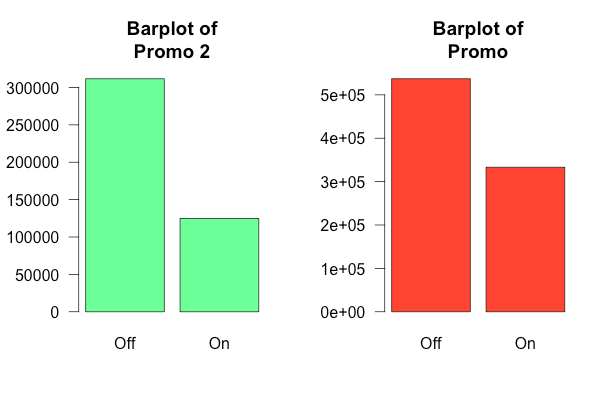 Barplot of
Promo 2
300000
250000
200000
150000
100000
50000
0
Off On
Barplot of
Promo
5e+05
4e+05
3e+05
2e+05
1e+05
0e+00
Off On